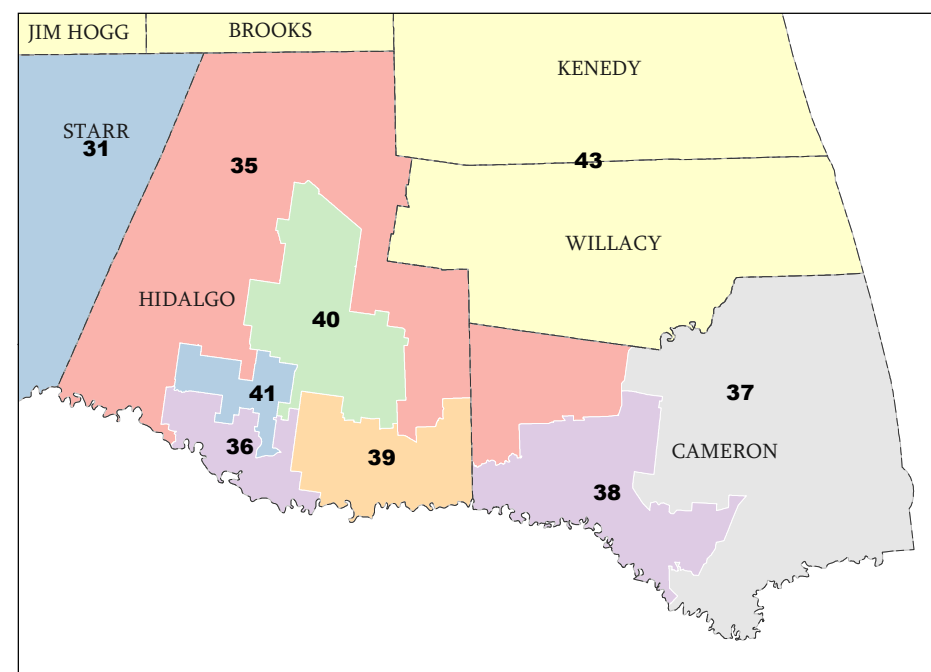 JIM HOGG
BROOKS
KENEDY
STARR
31
35
43
WILLACY
HIDALGO
40
41
37
36
39
CAMERON
38